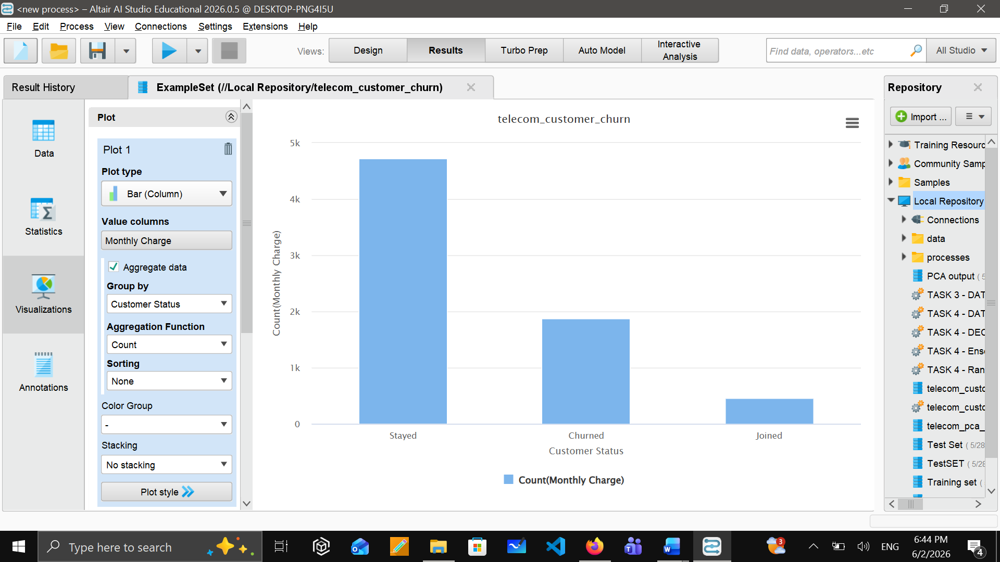 <new process> – Altair AI Studio Educational 2026.0.5 @ DESKTOP-PNG4I5U
File Edit Process View Connections Settings Extensions Help
Views: Design Results Turbo Prep Auto Model Interactive Analysis
Find data, operators...etc
All Studio
Result History
ExampleSet (//Local Repository/telecom_customer_churn)
Data
Statistics
Visualizations
Annotations
Plot
Plot 1
Plot type
Bar (Column)
Value columns
Monthly Charge
Aggregate data
Group by
Customer Status
Aggregation Function
Count
Sorting
None
Color Group
-
Stacking
No stacking
Plot style
telecom_customer_churn
5k
4k
3k
2k
1k
0
Count(Monthly Charge)
Stayed Churned Joined
Customer Status
Count(Monthly Charge)
Repository
Import ...
Training Resourc
Community Samp
Samples
Local Repository
Connections
data
processes
PCA output ( 5
TASK 3 - DAT
TASK 4 - DAT
TASK 4 - DEC
TASK 4 - Ense
TASK 4 - Ran
telecom_custo
telecom_custo
telecom_pca_
Test Set ( 5/28
TestSET ( 5/28
Training set (
Type here to search
3
ENG
6:44 PM
6/2/2026
4